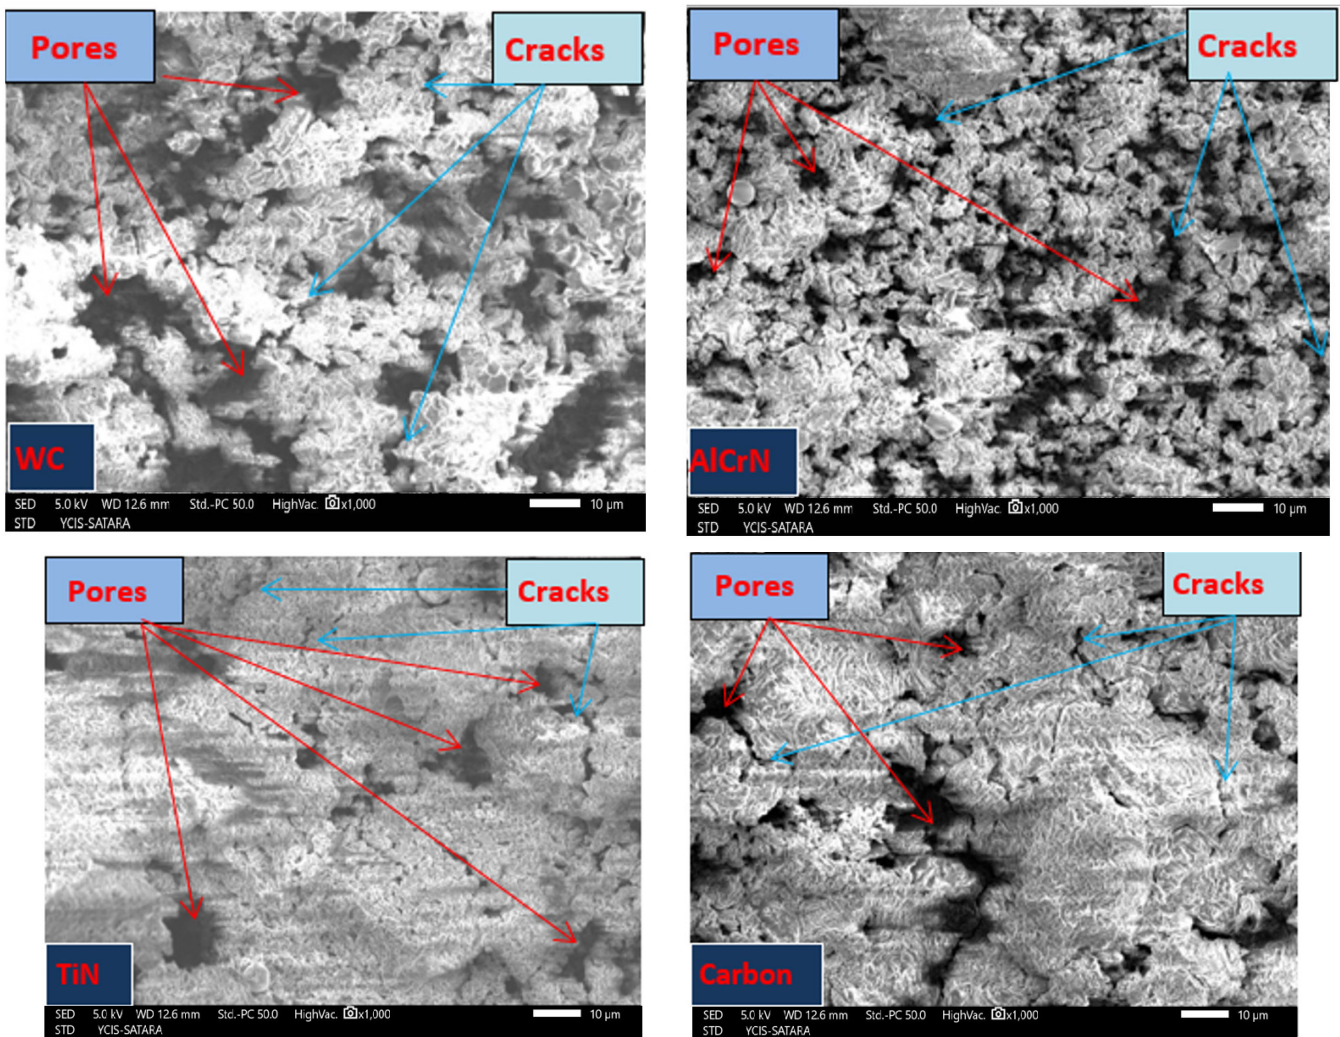 Pores
Cracks
WC
SED 5.0 kV WD 12.6 mm Std.-PC 50.0 HighVac. x1,000 10 µm
STD YCIS-SATARA
Pores
Cracks
AlCrN
SED 5.0 kV WD 12.6 mm Std.-PC 50.0 HighVac. x1,000 10 µm
STD YCIS-SATARA
Pores
Cracks
TiN
SED 5.0 kV WD 12.6 mm Std.-PC 50.0 HighVac. x1,000 10 µm
STD YCIS-SATARA
Pores
Cracks
Carbon
SED 5.0 kV WD 12.6 mm Std.-PC 50.0 HighVac. x1,000 10 µm
STD YCIS-SATARA